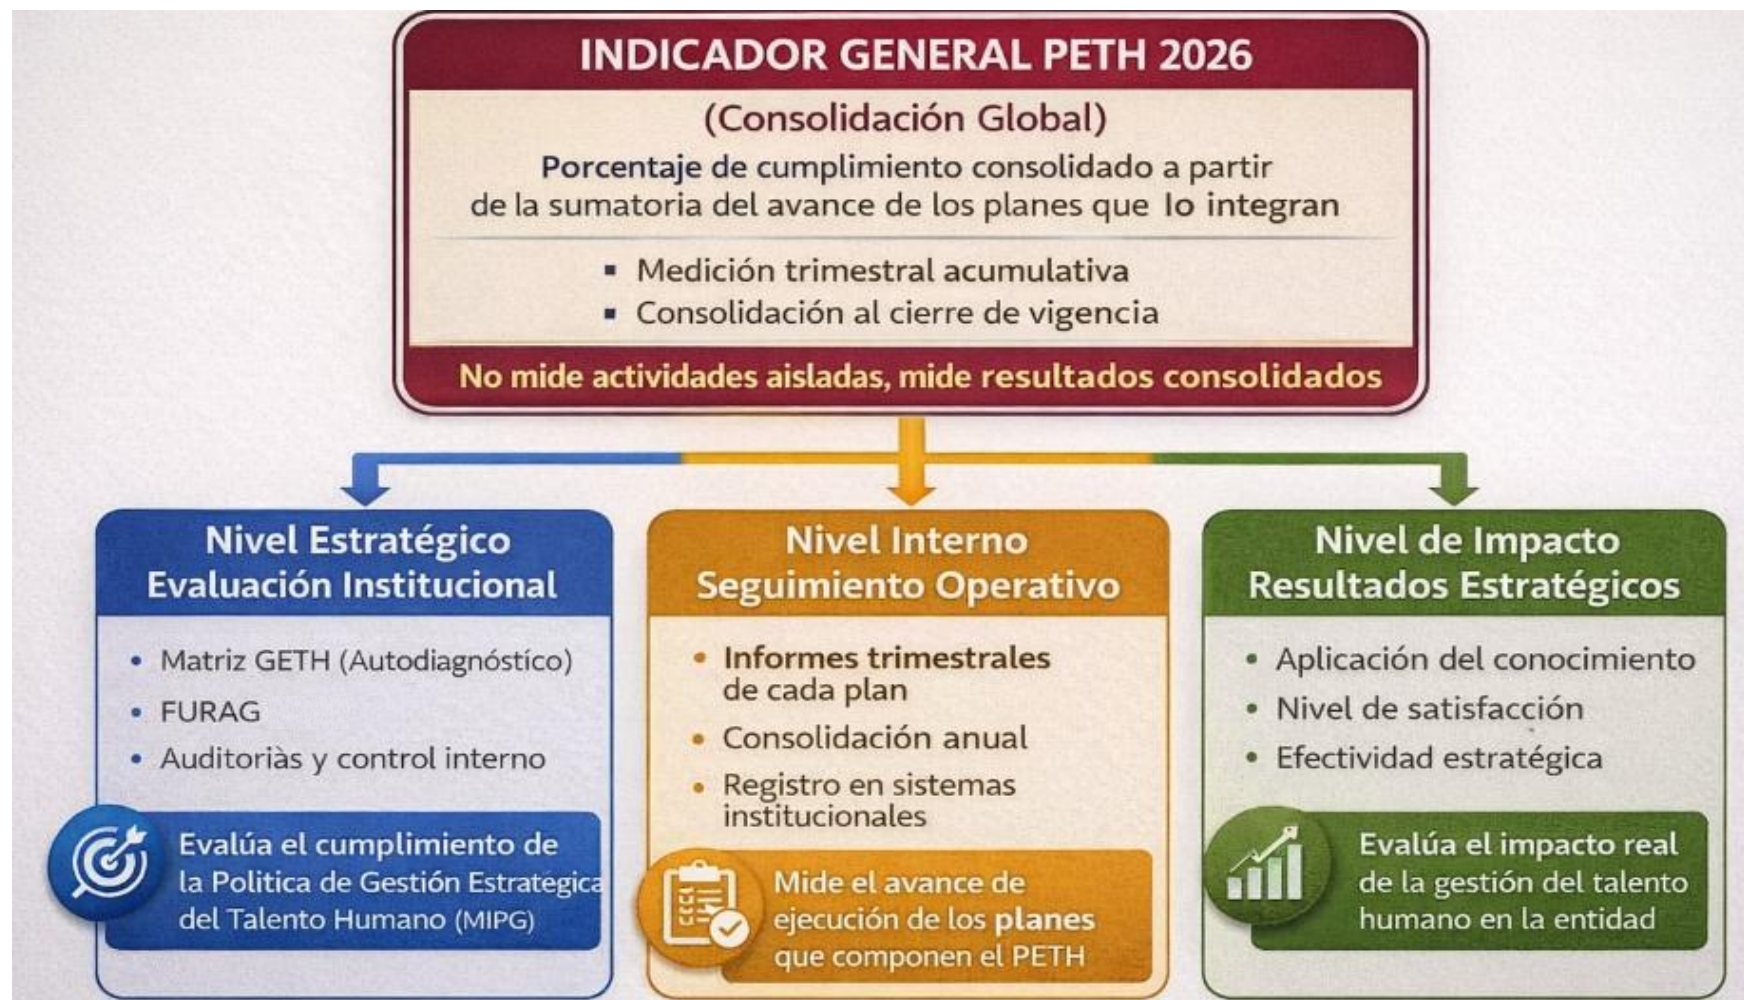 INDICADOR GENERAL PETH 2026
(Consolidación Global)
Porcentaje de cumplimiento consolidado a partir
de la sumatoria del avance de los planes que lo integran
▪ Medición trimestral acumulativa
▪ Consolidación al cierre de vigencia
No mide actividades aisladas, mide resultados consolidados
Nivel Estratégico
Evaluación Institucional
• Matriz GETH (Autodiagnóstíco)
• FURAG
• Auditoriàs y control interno
Evalúa el cumplimiento de
la Politica de Gestión Estrategica
del Talento Humano (MIPG)
Nivel Interno
Seguimiento Operativo
• Informes trimestrales
de cada plan
• Consolidación anual
• Registro en sistemas
institucionales
Mide el avance de
ejecución de los planes
que componen el PETH
Nivel de Impacto
Resultados Estratégicos
• Aplicación del conocimiento
• Nivel de satisfacción
• Efectividad estratégica
Evalúa el impacto real
de la gestión del talento
humano en la entidad